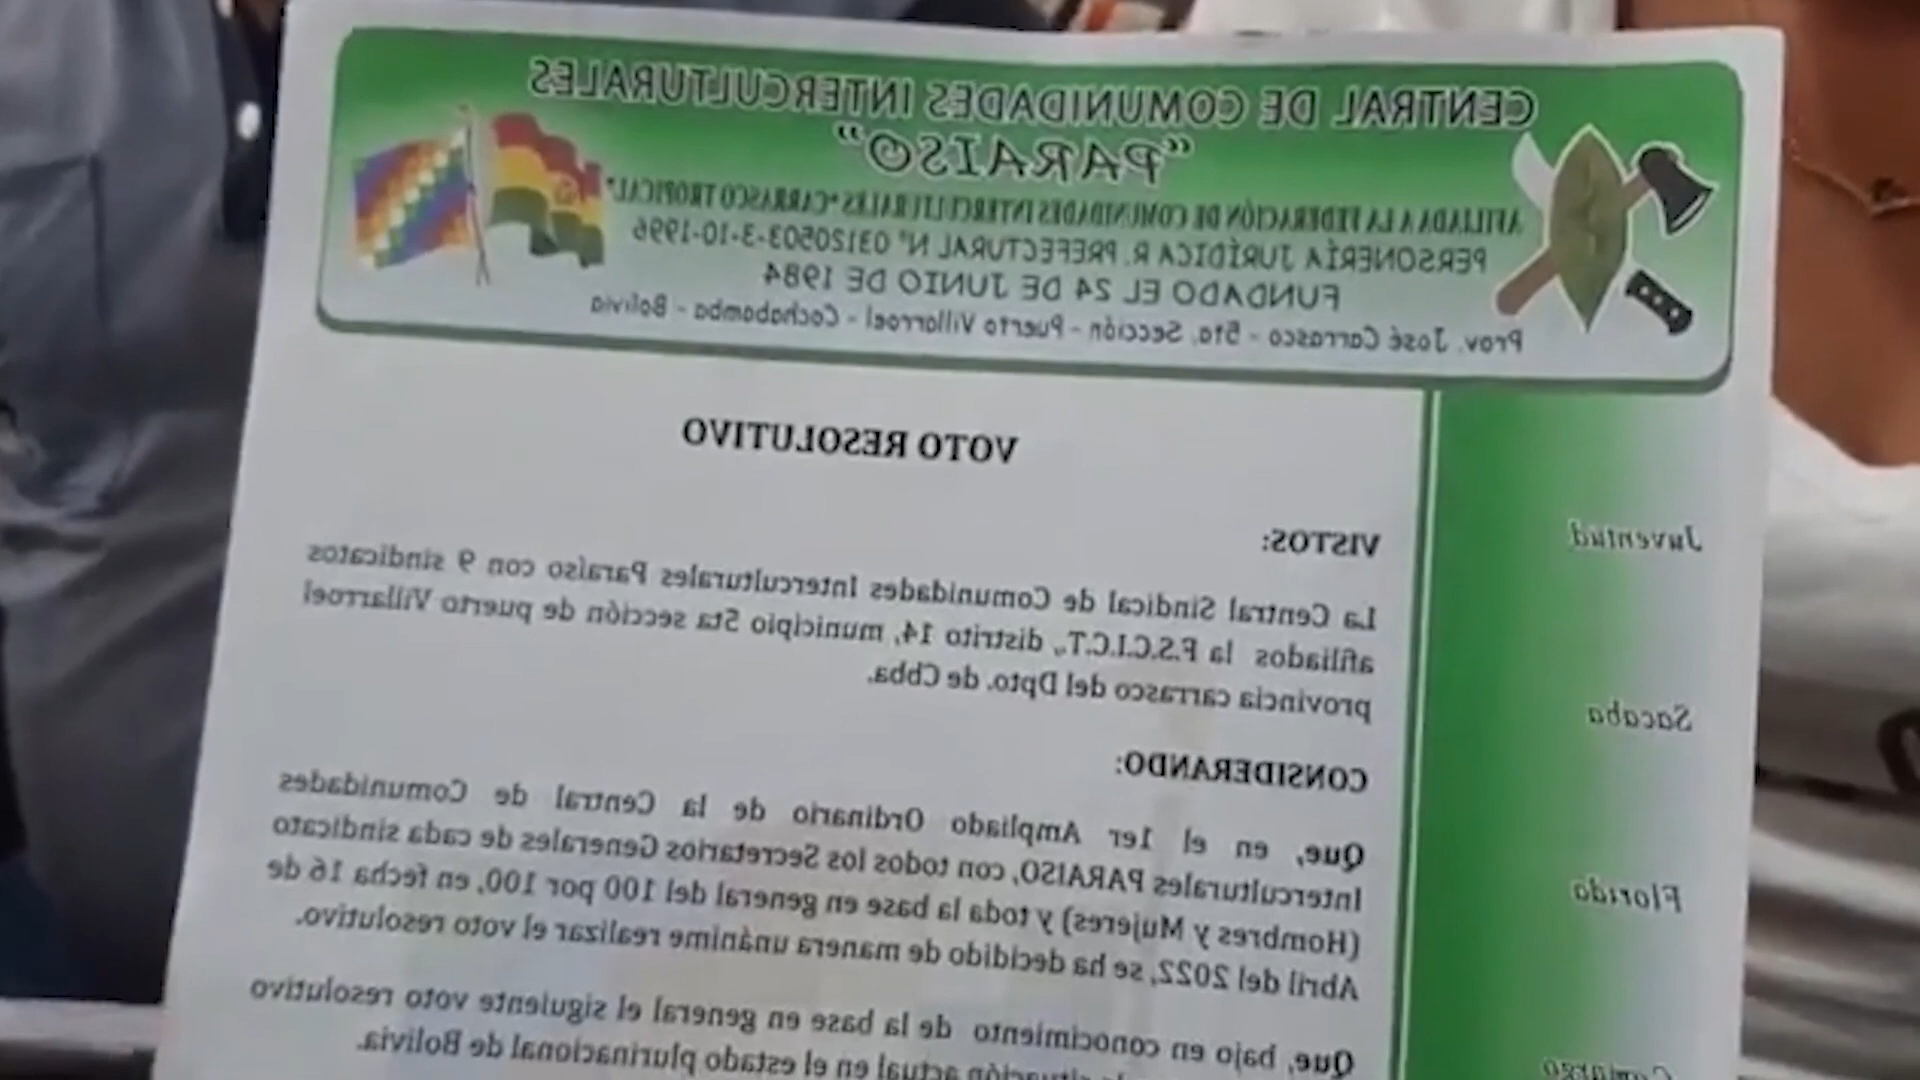 CENTRAL DE COMUNIDADES INTERCULTURALES
“PARAISO”
AFILIADA A LA FEDERACIÓN DE COMUNIDADES INTERCULTURALES "CARRASCO TROPICAL"
PERSONERÍA JURÍDICA R. PREFECTURAL Nº 03120503-3-10-1996
FUNDADO EL 24 DE JUNIO DE 1984
Prov. José Carrasco - 5ta. Sección - Puerto Villarroel - Cochabamba - Bolivia
VOTO RESOLUTIVO
VISTOS:
La Central Sindical de Comunidades Interculturales Paraíso con 9 sindicatos
afiliados la F.S.C.I.C.T., distrito 14, municipio 5ta sección de puerto Villarroel
provincia carrasco del Dpto. de Cbba.
CONSIDERANDO:
Que, en el 1er Ampliado Ordinario de la Central de Comunidades
Interculturales PARAISO, con todos los Secretarios Generales de cada sindicato
(Hombres y Mujeres) y toda la base en general del 100 por 100, en fecha 16 de
Abril del 2022, se ha decidido de manera unánime realizar el voto resolutivo.
Que, bajo en conocimiento de la base en general el siguiente voto resolutivo
situación actual en el estado plurinacional de Bolivia.
Juventud
Sacaba
Florida